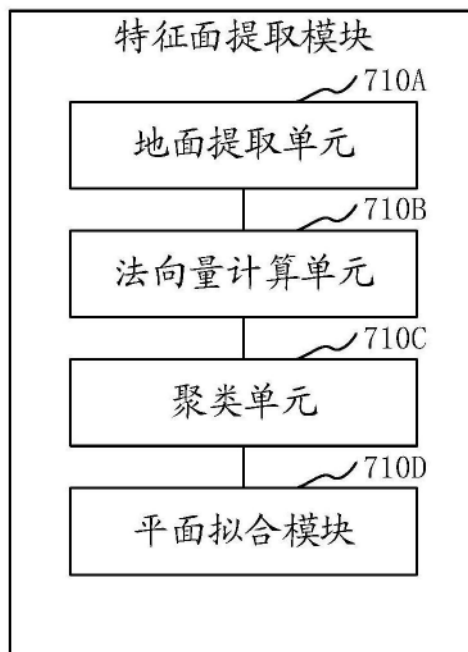 特征面提取模块
710A
地面提取单元
710B
法向量计算单元
710C
聚类单元
710D
平面拟合模块